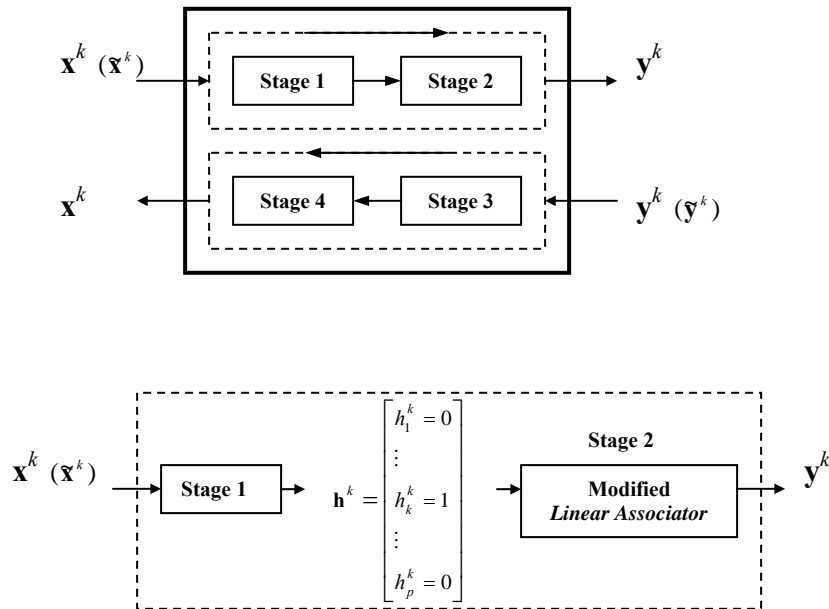 x^k (x̃^k) Stage 1 Stage 2 y^k
x^k Stage 4 Stage 3 y^k (ỹ^k)
h_1^k = 0
Stage 2
⋮
x^k (x̃^k) Stage 1 h^k = h_k^k = 1 Modified y^k
Linear Associator
⋮
h_p^k = 0